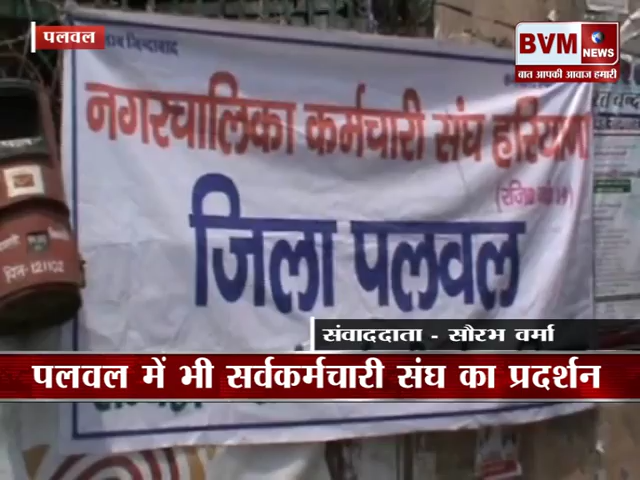 पलवल
BVM NEWS
बात आपकी आवाज हमारी
जिन्दाबाद
नगरपालिका कर्मचारी संघ हरियाणा
जिला पलवल
संवाददाता - सौरभ वर्मा
पलवल में भी सर्वकर्मचारी संघ का प्रदर्शन